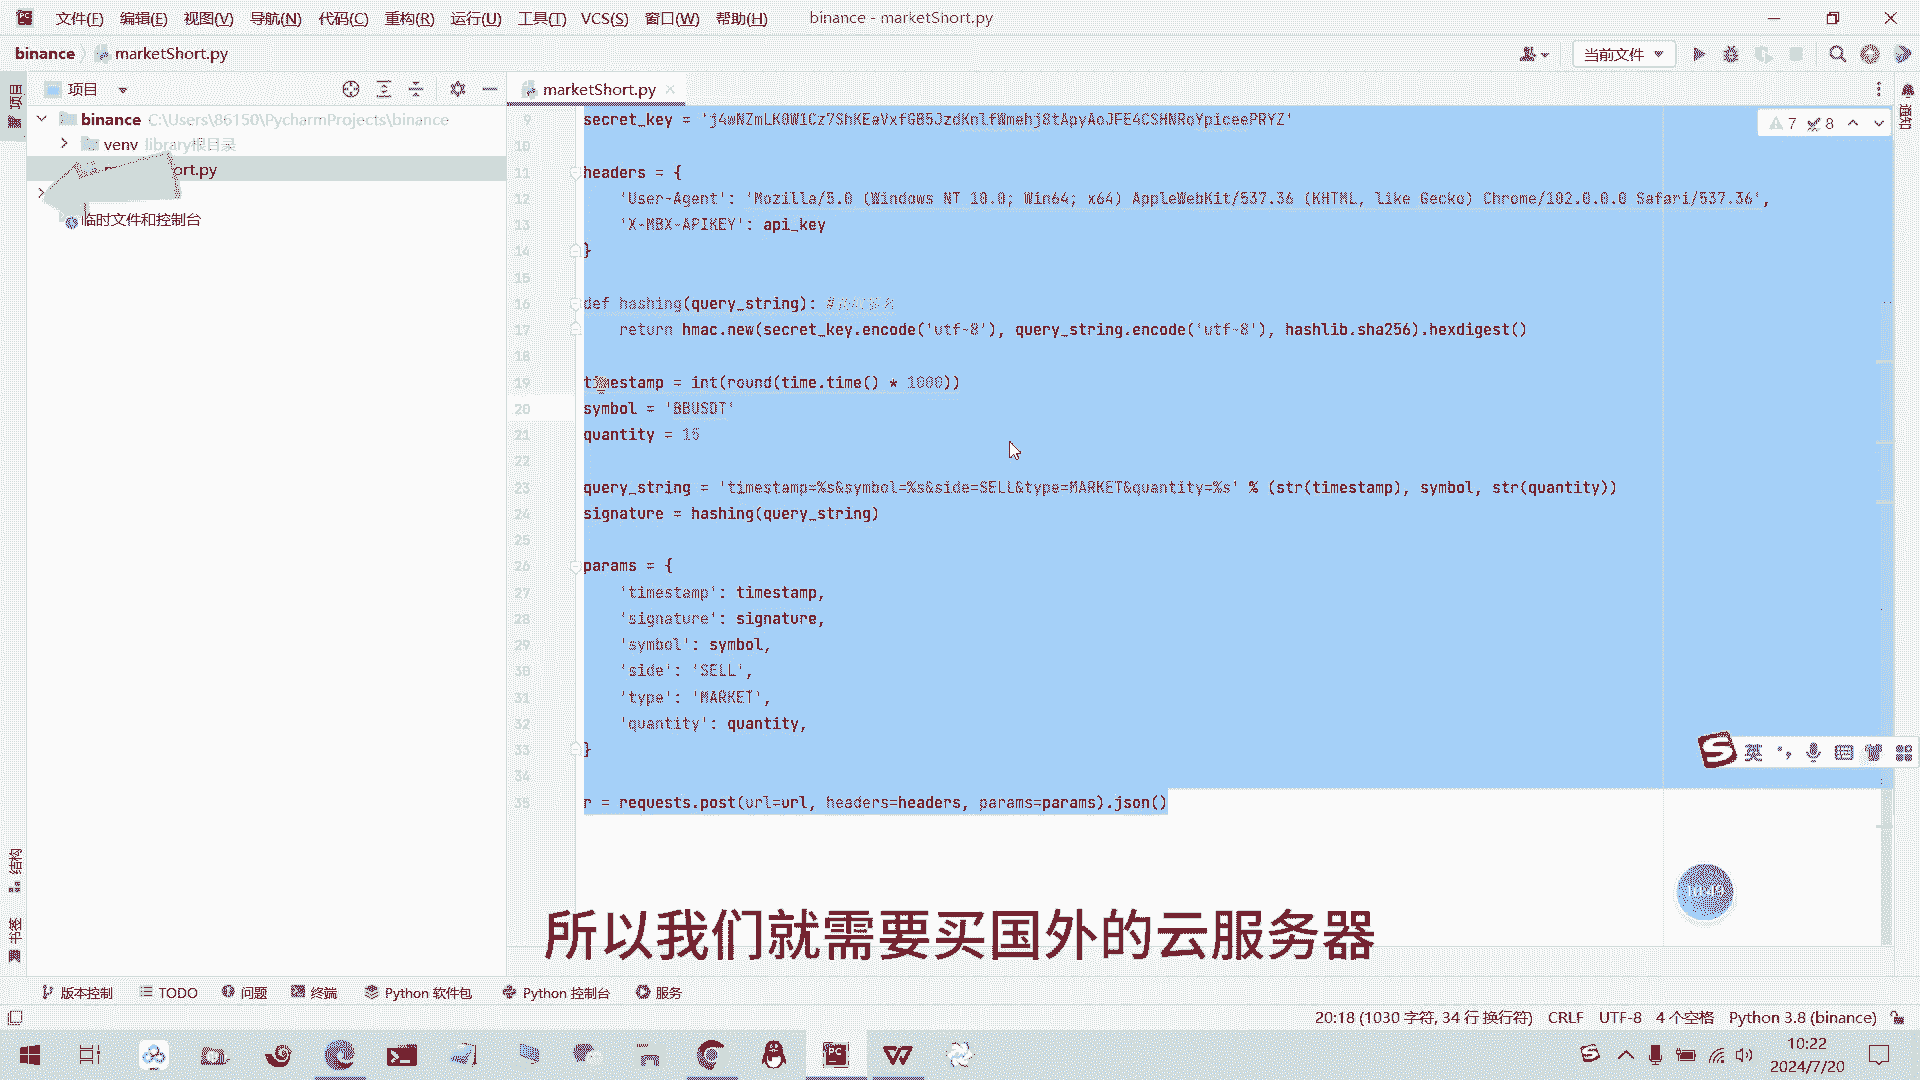 文件(F) 编辑(E) 视图(V) 导航(N) 代码(C) 重构(R) 运行(U) 工具(T) VCS(S) 窗口(W) 帮助(H) binance - marketShort.py
binance marketShort.py 当前文件
项目 项目 marketShort.py
通知
binance C:\Users\86150\PycharmProjects\binance
venv library根目录
ort.py
临时文件和控制台
7 8
9 secret_key =
10
11 headers = {
12 'User-Agent': 'Mozilla/5.0 (Windows NT 10.0; Win64; x64) AppleWebKit/537.36 (KHTML, like Gecko) Chrome/102.0.0.0 Safari/537.36',
13 'X-MBX-APIKEY': api_key
14 }
15
16 def hashing(query_string): #
17 return hmac.new(secret_key.encode('utf-8'), query_string.encode('utf-8'), hashlib.sha256).hexdigest()
18
19 timestamp = int(round(time.time() * 1000))
20 symbol = 'BBUSDT'
21 quantity = 15
22
23 query_string = 'timestamp=%s&symbol=%s&side=SELL&type=MARKET&quantity=%s' % (str(timestamp), symbol, str(quantity))
24 signature = hashing(query_string)
25
26 params = {
27 'timestamp': timestamp,
28 'signature': signature,
29 'symbol': symbol,
30 'side': 'SELL',
31 'type': 'MARKET',
32 'quantity': quantity,
33 }
34
35 r = requests.post(url=url, headers=headers, params=params).json()
英
结构
书签
所以我们就需要买国外的云服务器
版本控制 TODO 问题 终端 Python 软件包 Python 控制台 服务
20:18 (1030 字符, 34 行 换行符) CRLF UTF-8 4 个空格 Python 3.8 (binance)
10:22
2024/7/20